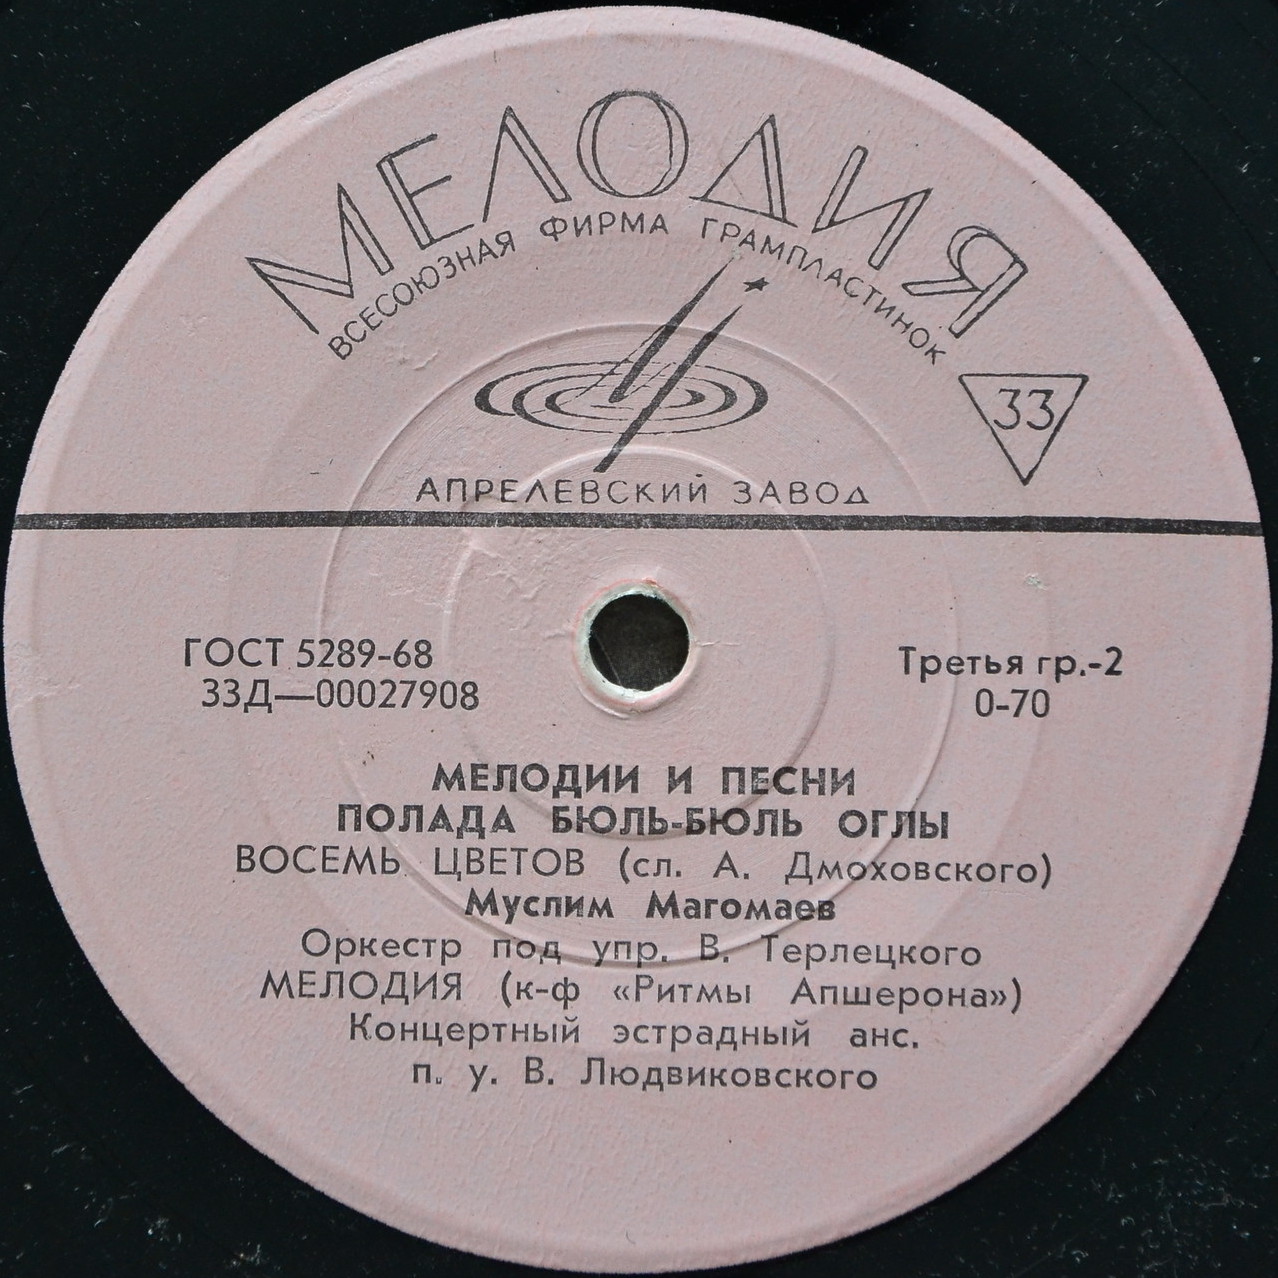 МЕЛОДИЯ
ВСЕСОЮЗНАЯ ФИРМА ГРАМПЛАСТИНОК
33
АПРЕЛЕВСКИЙ ЗАВОД
ГОСТ 5289-68
33Д—00027908
Третья гр.-2
0-70
МЕЛОДИИ И ПЕСНИ
ПОЛАДА БЮЛЬ-БЮЛЬ ОГЛЫ
ВОСЕМЬ ЦВЕТОВ (сл. А. Дмоховского)
Муслим Магомаев
Оркестр под упр. В. Терлецкого
МЕЛОДИЯ (к-ф «Ритмы Апшерона»)
Концертный эстрадный анс.
п. у. В. Людвиковского